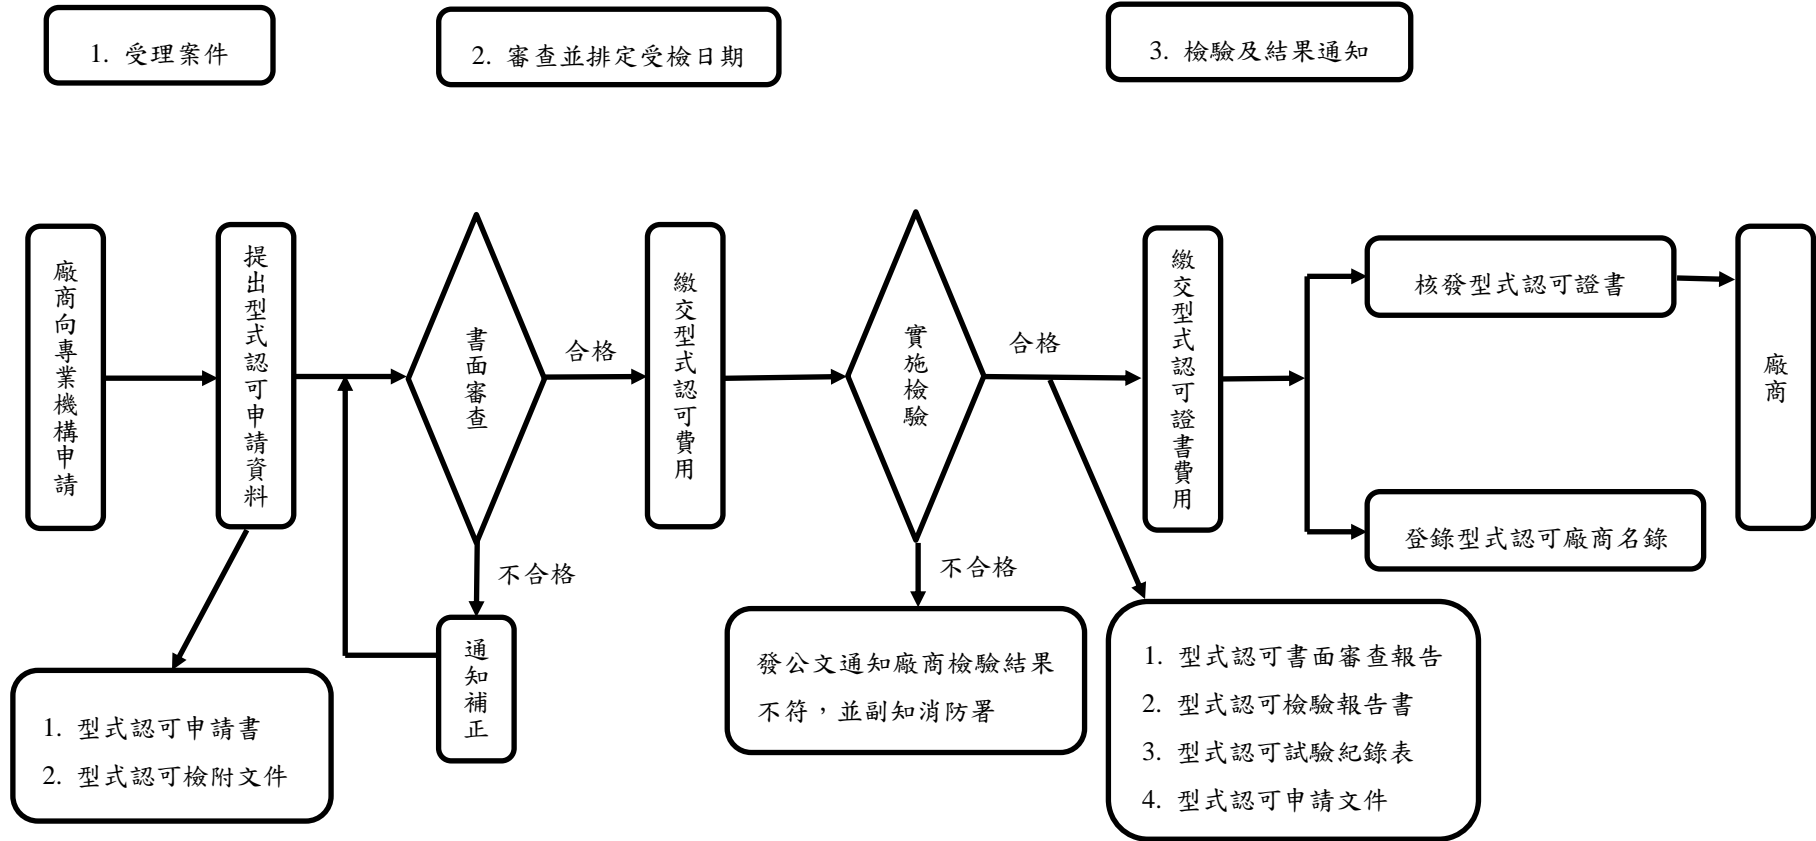 1. 受理案件
2. 審查並排定受檢日期
3. 檢驗及結果通知
廠商向專業機構申請
提出型式認可申請資料
書面審查
合格
繳交型式認可費用
實施檢驗
合格
繳交型式認可證書費用
核發型式認可證書
廠商
登錄型式認可廠商名錄
不合格
不合格
通知補正
1. 型式認可申請書
2. 型式認可檢附文件
發公文通知廠商檢驗結果
不符，並副知消防署
1. 型式認可書面審查報告
2. 型式認可檢驗報告書
3. 型式認可試驗紀錄表
4. 型式認可申請文件